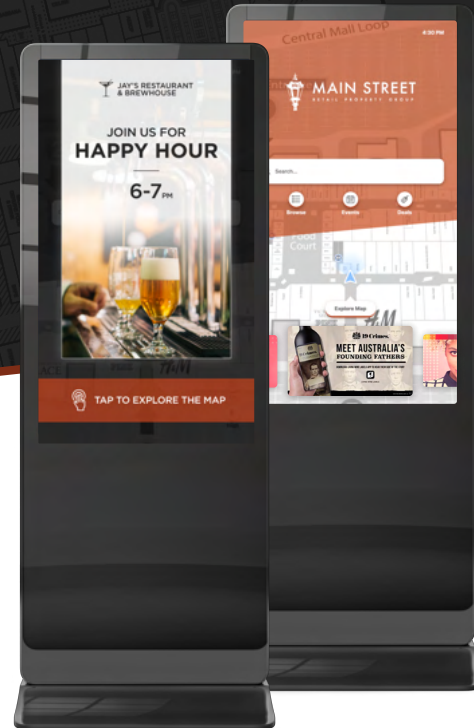 JAY'S RESTAURANT
& BREWHOUSE
JOIN US FOR
HAPPY HOUR
6-7PM
TAP TO EXPLORE THE MAP
Central Mall Loop
4:30 PM
MAIN STREET
RETAIL PROPERTY GROUP
Search...
Browse
Events
Deals
Food
Court
Explore Map
H&M
19 Crimes.
MEET AUSTRALIA'S
FOUNDING FATHERS
H&M